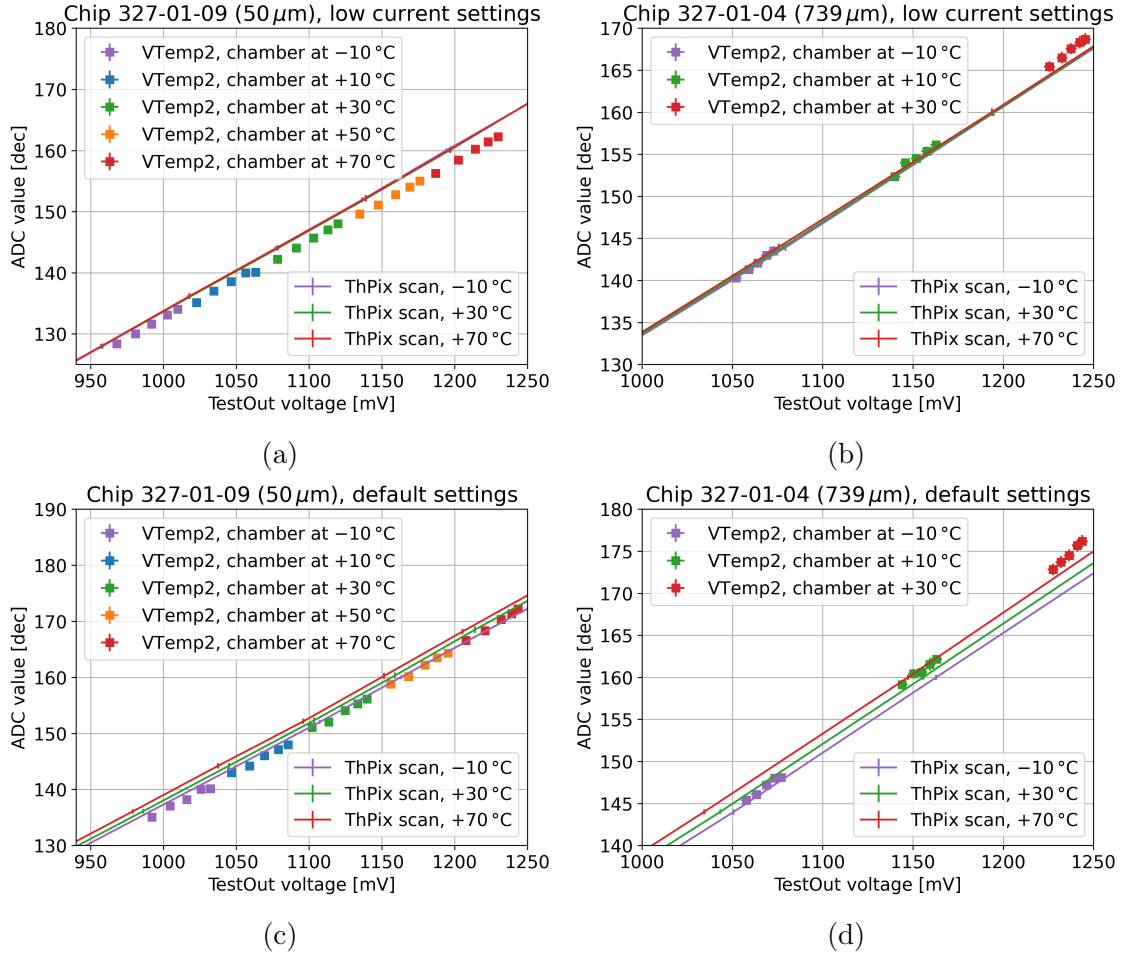 Chip 327-01-09 (50 μm), low current settings
180
170
160
150
140
130
950 1000 1050 1100 1150 1200 1250
ADC value [dec]
TestOut voltage [mV]
VTemp2, chamber at −10 °C
VTemp2, chamber at +10 °C
VTemp2, chamber at +30 °C
VTemp2, chamber at +50 °C
VTemp2, chamber at +70 °C
ThPix scan, −10 °C
ThPix scan, +30 °C
ThPix scan, +70 °C
(a)
Chip 327-01-04 (739 μm), low current settings
170
165
160
155
150
145
140
135
130
1000 1050 1100 1150 1200 1250
ADC value [dec]
TestOut voltage [mV]
VTemp2, chamber at −10 °C
VTemp2, chamber at +10 °C
VTemp2, chamber at +30 °C
ThPix scan, −10 °C
ThPix scan, +30 °C
ThPix scan, +70 °C
(b)
Chip 327-01-09 (50 μm), default settings
190
180
170
160
150
140
130
950 1000 1050 1100 1150 1200 1250
ADC value [dec]
TestOut voltage [mV]
VTemp2, chamber at −10 °C
VTemp2, chamber at +10 °C
VTemp2, chamber at +30 °C
VTemp2, chamber at +50 °C
VTemp2, chamber at +70 °C
ThPix scan, −10 °C
ThPix scan, +30 °C
ThPix scan, +70 °C
(c)
Chip 327-01-04 (739 μm), default settings
180
175
170
165
160
155
150
145
140
1000 1050 1100 1150 1200 1250
ADC value [dec]
TestOut voltage [mV]
VTemp2, chamber at −10 °C
VTemp2, chamber at +10 °C
VTemp2, chamber at +30 °C
ThPix scan, −10 °C
ThPix scan, +30 °C
ThPix scan, +70 °C
(d)